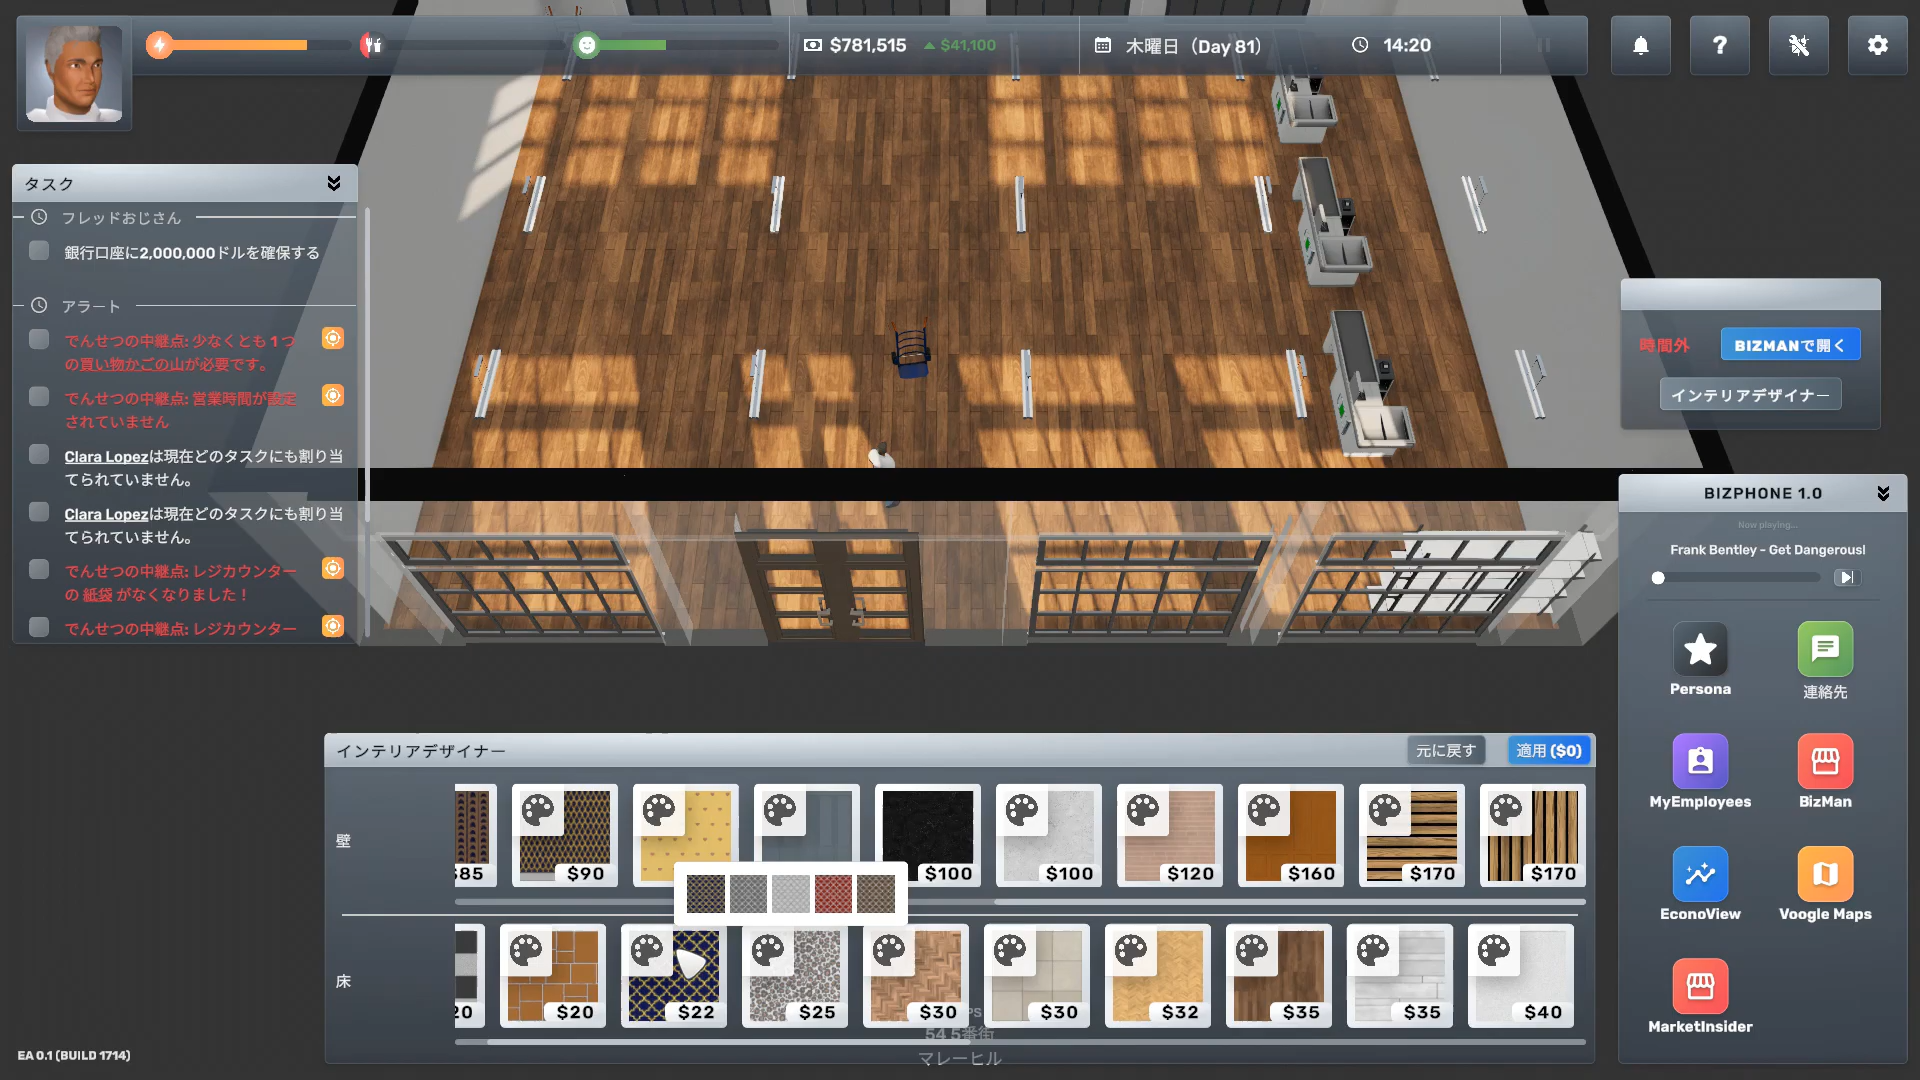 $781,515
$41,100
木曜日（Day 81）
14:20
タスク
フレッドおじさん
銀行口座に2,000,000ドルを確保する
アラート
でんせつの中継点: 少なくとも 1 つ
の買い物かごの山が必要です。
でんせつの中継点: 営業時間が設定
されていません
Clara Lopezは現在どのタスクにも割り当
てられていません。
Clara Lopezは現在どのタスクにも割り当
てられていません。
でんせつの中継点: レジカウンター
の 紙袋 がなくなりました！
でんせつの中継点: レジカウンター
時間外
BIZMANで開く
インテリアデザイナー
BIZPHONE 1.0
Now playing...
Frank Bentley - Get Dangerous!
Persona
連絡先
MyEmployees
BizMan
EconoView
Voogle Maps
MarketInsider
インテリアデザイナー
元に戻す
適用 ($0)
壁
$85
$90
$100
$100
$120
$160
$170
$170
床
20
$20
$22
$25
$30
$30
$32
$35
$35
$40
54 5番街
マレーヒル
EA 0.1 (BUILD 1714)